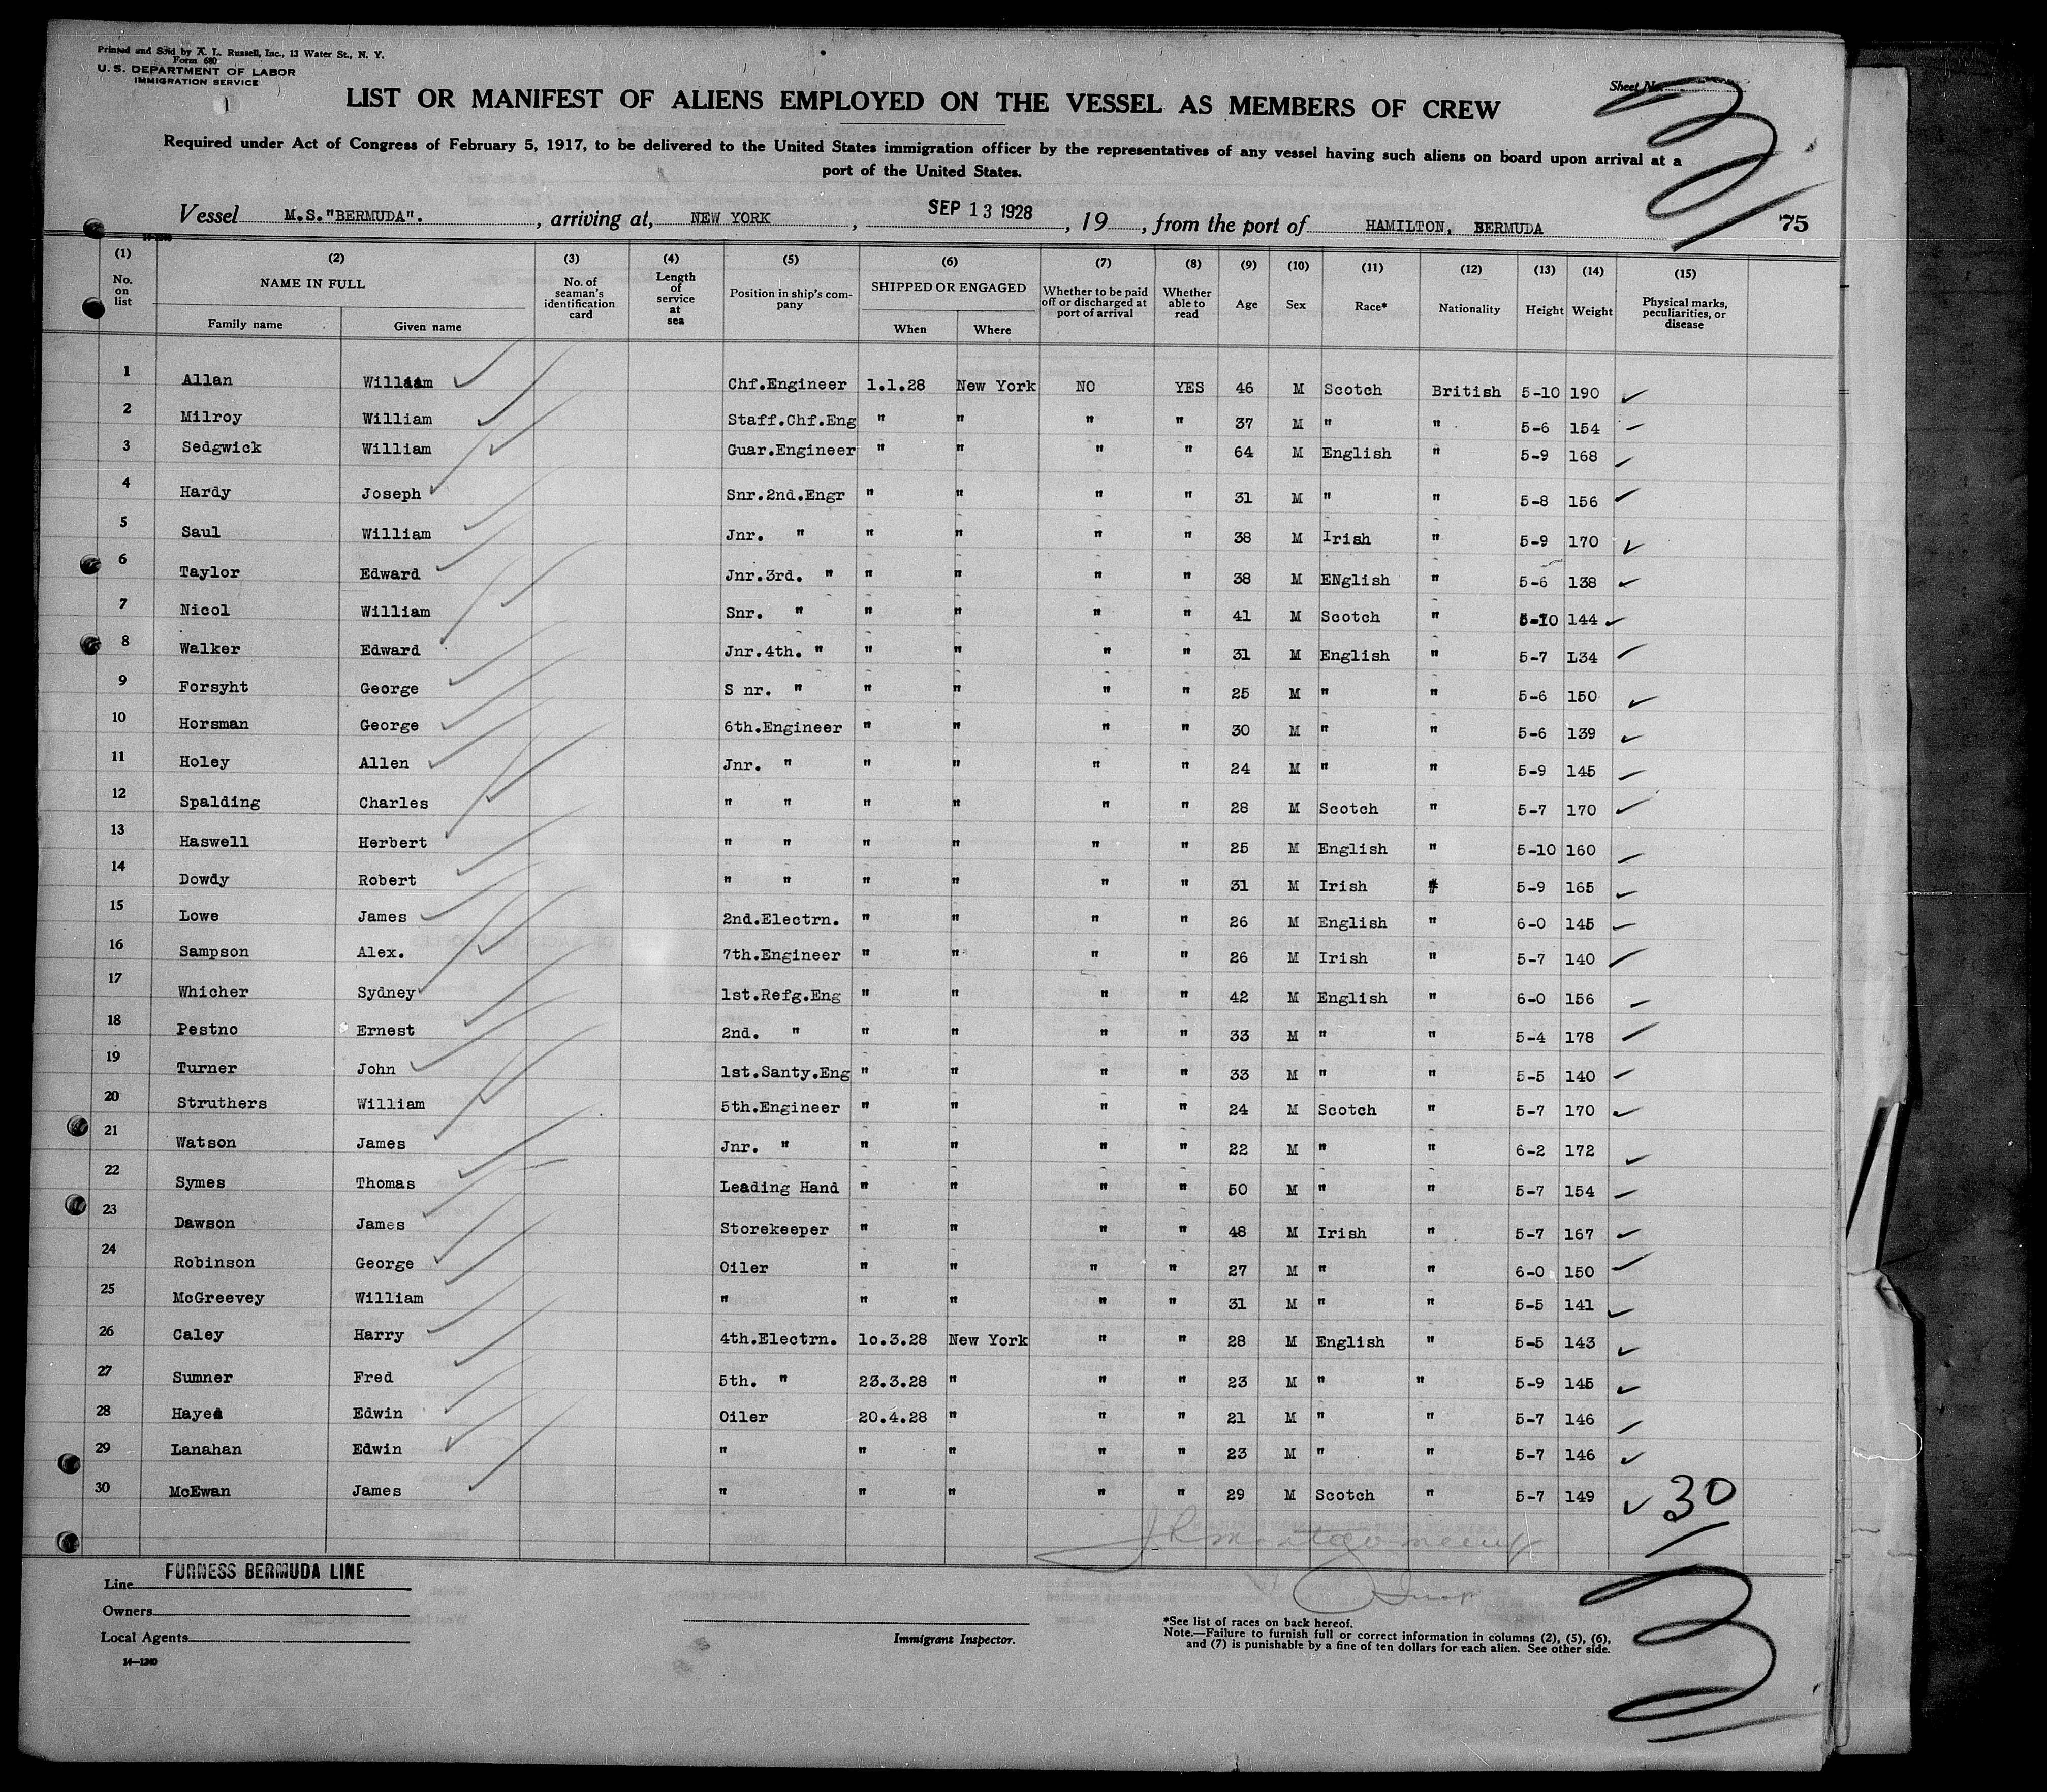 Printed and Sold by A. L. Russell, Inc., 13 Water St., N. Y.
Form 680
U. S. DEPARTMENT OF LABOR
IMMIGRATION SERVICE
Sheet No.
LIST OR MANIFEST OF ALIENS EMPLOYED ON THE VESSEL AS MEMBERS OF CREW
Required under Act of Congress of February 5, 1917, to be delivered to the United States immigration officer by the representatives of any vessel having such aliens on board upon arrival at a
port of the United States.
Vessel M.S."BERMUDA". , arriving at, NEW YORK , SEP 13 1928 , 19 , from the port of HAMILTON, BERMUDA 75
14-1240
(1) No. on list (2) NAME IN FULL Family name Given name (3) No. of seaman's identification card (4) Length of service at sea (5) Position in ship's company (6) SHIPPED OR ENGAGED When Where (7) Whether to be paid off or discharged at port of arrival (8) Whether able to read (9) Age (10) Sex (11) Race* (12) Nationality (13) Height (14) Weight (15) Physical marks, peculiarities, or disease
1 Allan William Chf.Engineer 1.1.28 New York NO YES 46 M Scotch British 5-10 190
2 Milroy William Staff.Chf.Eng " " " " 37 M " " 5-6 154
3 Sedgwick William Guar.Engineer " " " " 64 M English " 5-9 168
4 Hardy Joseph Snr.2nd.Engr " " " " 31 M " " 5-8 156
5 Saul William Jnr. " " " " " 38 M Irish " 5-9 170
6 Taylor Edward Jnr.3rd. " " " " " 38 M ENglish " 5-6 138
7 Nicol William Snr. " " " " " 41 M Scotch " 5-10 144
8 Walker Edward Jnr.4th. " " " " " 31 M English " 5-7 L34
9 Forsyht George S nr. " " " " " 25 M " " 5-6 150
10 Horsman George 6th.Engineer " " " " 30 M " " 5-6 139
11 Holey Allen Jnr. " " " " " 24 M " " 5-9 145
12 Spalding Charles " " " " " " 28 M Scotch " 5-7 170
13 Haswell Herbert " " " " " " 25 M English " 5-10 160
14 Dowdy Robert " " " " " " 31 M Irish " 5-9 165
15 Lowe James 2nd.Electrn. " " " " 26 M English " 6-0 145
16 Sampson Alex. 7th.Engineer " " " " 26 M Irish " 5-7 140
17 Whicher Sydney 1st.Refg.Eng " " " " 42 M English " 6-0 156
18 Pestno Ernest 2nd. " " " " " 33 M " " 5-4 178
19 Turner John 1st.Santy.Eng " " " " 33 M " " 5-5 140
20 Struthers William 5th.Engineer " " " " 24 M Scotch " 5-7 170
21 Watson James Jnr. " " " " " 22 M " " 6-2 172
22 Symes Thomas Leading Hand " " " " 50 M " " 5-7 154
23 Dawson James Storekeeper " " " " 48 M Irish " 5-7 167
24 Robinson George Oiler " " " " 27 M " " 6-0 150
25 McGreevey William " " " " " 31 M " " 5-5 141
26 Caley Harry 4th.Electrn. 1o.3.28 New York " " 28 M English " 5-5 143
27 Sumner Fred 5th. " 23.3.28 " " " 23 M " " 5-9 145
28 Hayes Edwin Oiler 20.4.28 " " " 21 M " " 5-7 146
29 Lanahan Edwin " " " " " 23 M " " 5-7 146
30 McEwan James " " " " " 29 M Scotch " 5-7 149
30
J R Montgomery
Line FURNESS BERMUDA LINE
Owners
Local Agents
14-1240
Immigrant Inspector.
*See list of races on back hereof.
Note.—Failure to furnish full or correct information in columns (2), (5), (6),
and (7) is punishable by a fine of ten dollars for each alien. See other side.